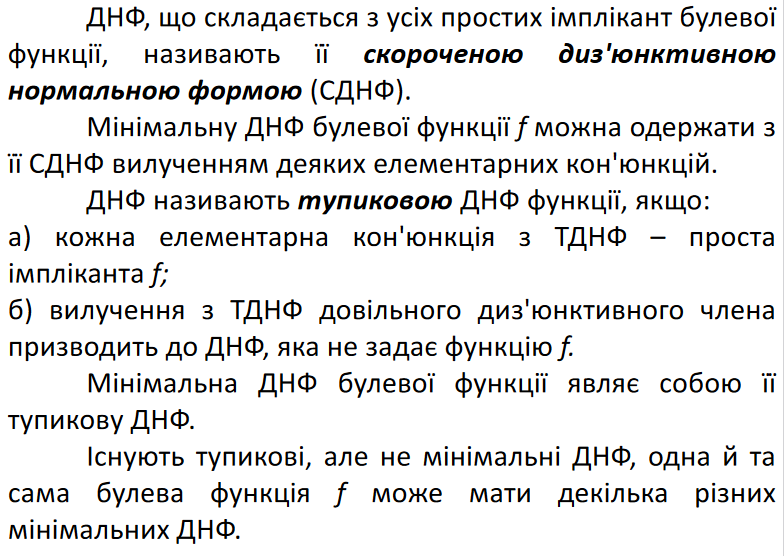 ДНФ, що складається з усіх простих імплікант булевої
функції, називають її скороченою диз'юнктивною
нормальною формою (СДНФ).
Мінімальну ДНФ булевої функції f можна одержати з
її СДНФ вилученням деяких елементарних кон'юнкцій.
ДНФ називають тупиковою ДНФ функції, якщо:
а) кожна елементарна кон'юнкція з ТДНФ – проста
імпліканта f;
б) вилучення з ТДНФ довільного диз'юнктивного члена
призводить до ДНФ, яка не задає функцію f.
Мінімальна ДНФ булевої функції являє собою її
тупикову ДНФ.
Існують тупикові, але не мінімальні ДНФ, одна й та
сама булева функція f може мати декілька різних
мінімальних ДНФ.